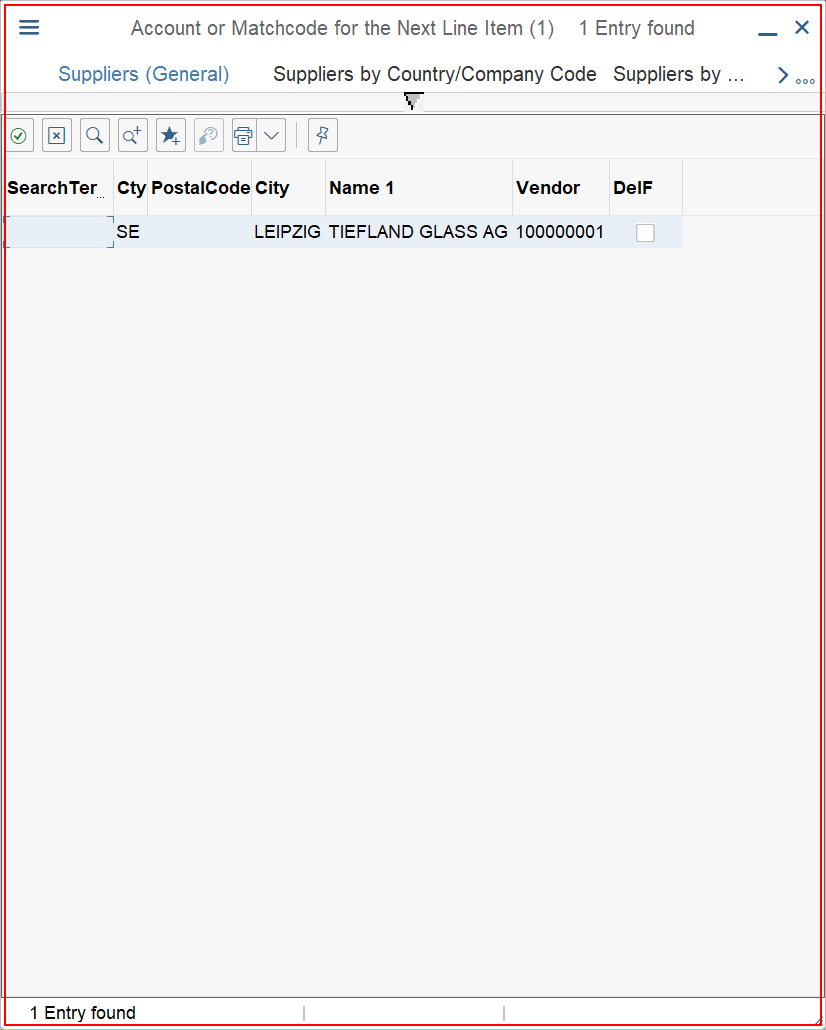 Account or Matchcode for the Next Line Item (1) 1 Entry found
Suppliers (General) Suppliers by Country/Company Code Suppliers by ...
SearchTer... Cty PostalCode City Name 1 Vendor DelF
SE LEIPZIG TIEFLAND GLASS AG 100000001
1 Entry found